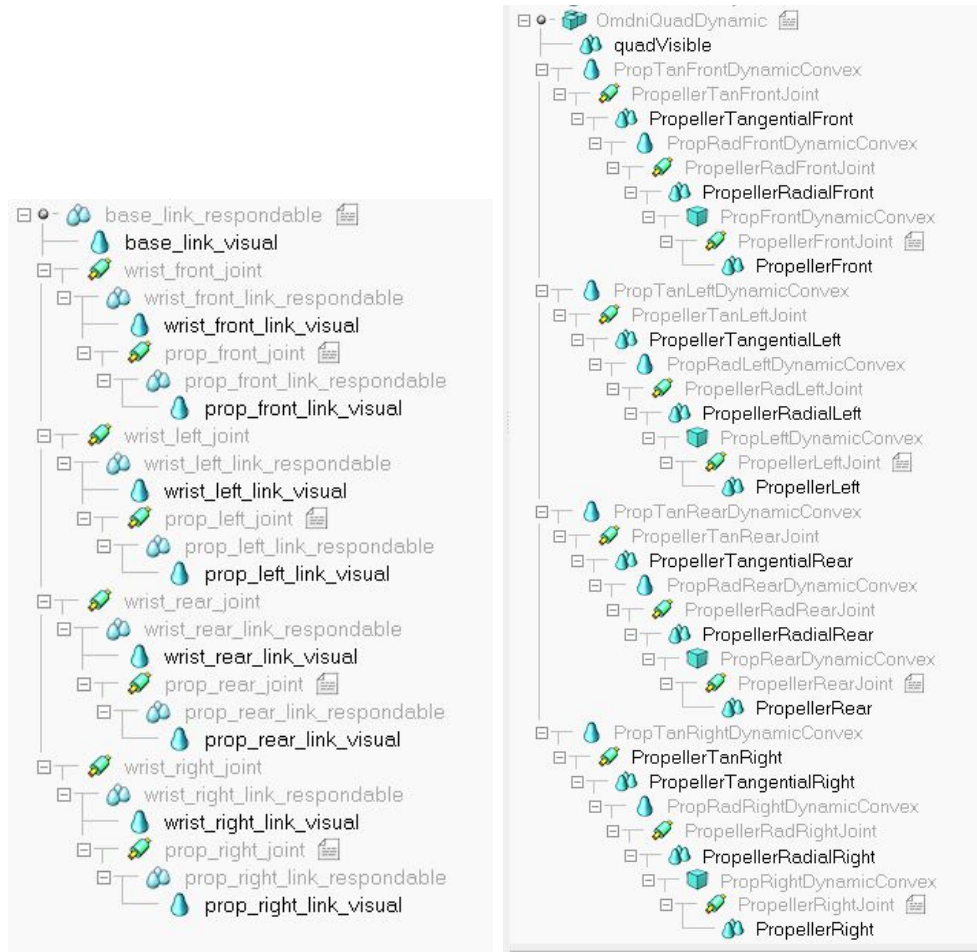 base_link_respondable
base_link_visual
wrist_front_joint
wrist_front_link_respondable
wrist_front_link_visual
prop_front_joint
prop_front_link_respondable
prop_front_link_visual
wrist_left_joint
wrist_left_link_respondable
wrist_left_link_visual
prop_left_joint
prop_left_link_respondable
prop_left_link_visual
wrist_rear_joint
wrist_rear_link_respondable
wrist_rear_link_visual
prop_rear_joint
prop_rear_link_respondable
prop_rear_link_visual
wrist_right_joint
wrist_right_link_respondable
wrist_right_link_visual
prop_right_joint
prop_right_link_respondable
prop_right_link_visual
OmdniQuadDynamic
quadVisible
PropTanFrontDynamicConvex
PropellerTanFrontJoint
PropellerTangentialFront
PropRadFrontDynamicConvex
PropellerRadFrontJoint
PropellerRadialFront
PropFrontDynamicConvex
PropellerFrontJoint
PropellerFront
PropTanLeftDynamicConvex
PropellerTanLeftJoint
PropellerTangentialLeft
PropRadLeftDynamicConvex
PropellerRadLeftJoint
PropellerRadialLeft
PropLeftDynamicConvex
PropellerLeftJoint
PropellerLeft
PropTanRearDynamicConvex
PropellerTanRearJoint
PropellerTangentialRear
PropRadRearDynamicConvex
PropellerRadRearJoint
PropellerRadialRear
PropRearDynamicConvex
PropellerRearJoint
PropellerRear
PropTanRightDynamicConvex
PropellerTanRight
PropellerTangentialRight
PropRadRightDynamicConvex
PropellerRadRightJoint
PropellerRadialRight
PropRightDynamicConvex
PropellerRightJoint
PropellerRight